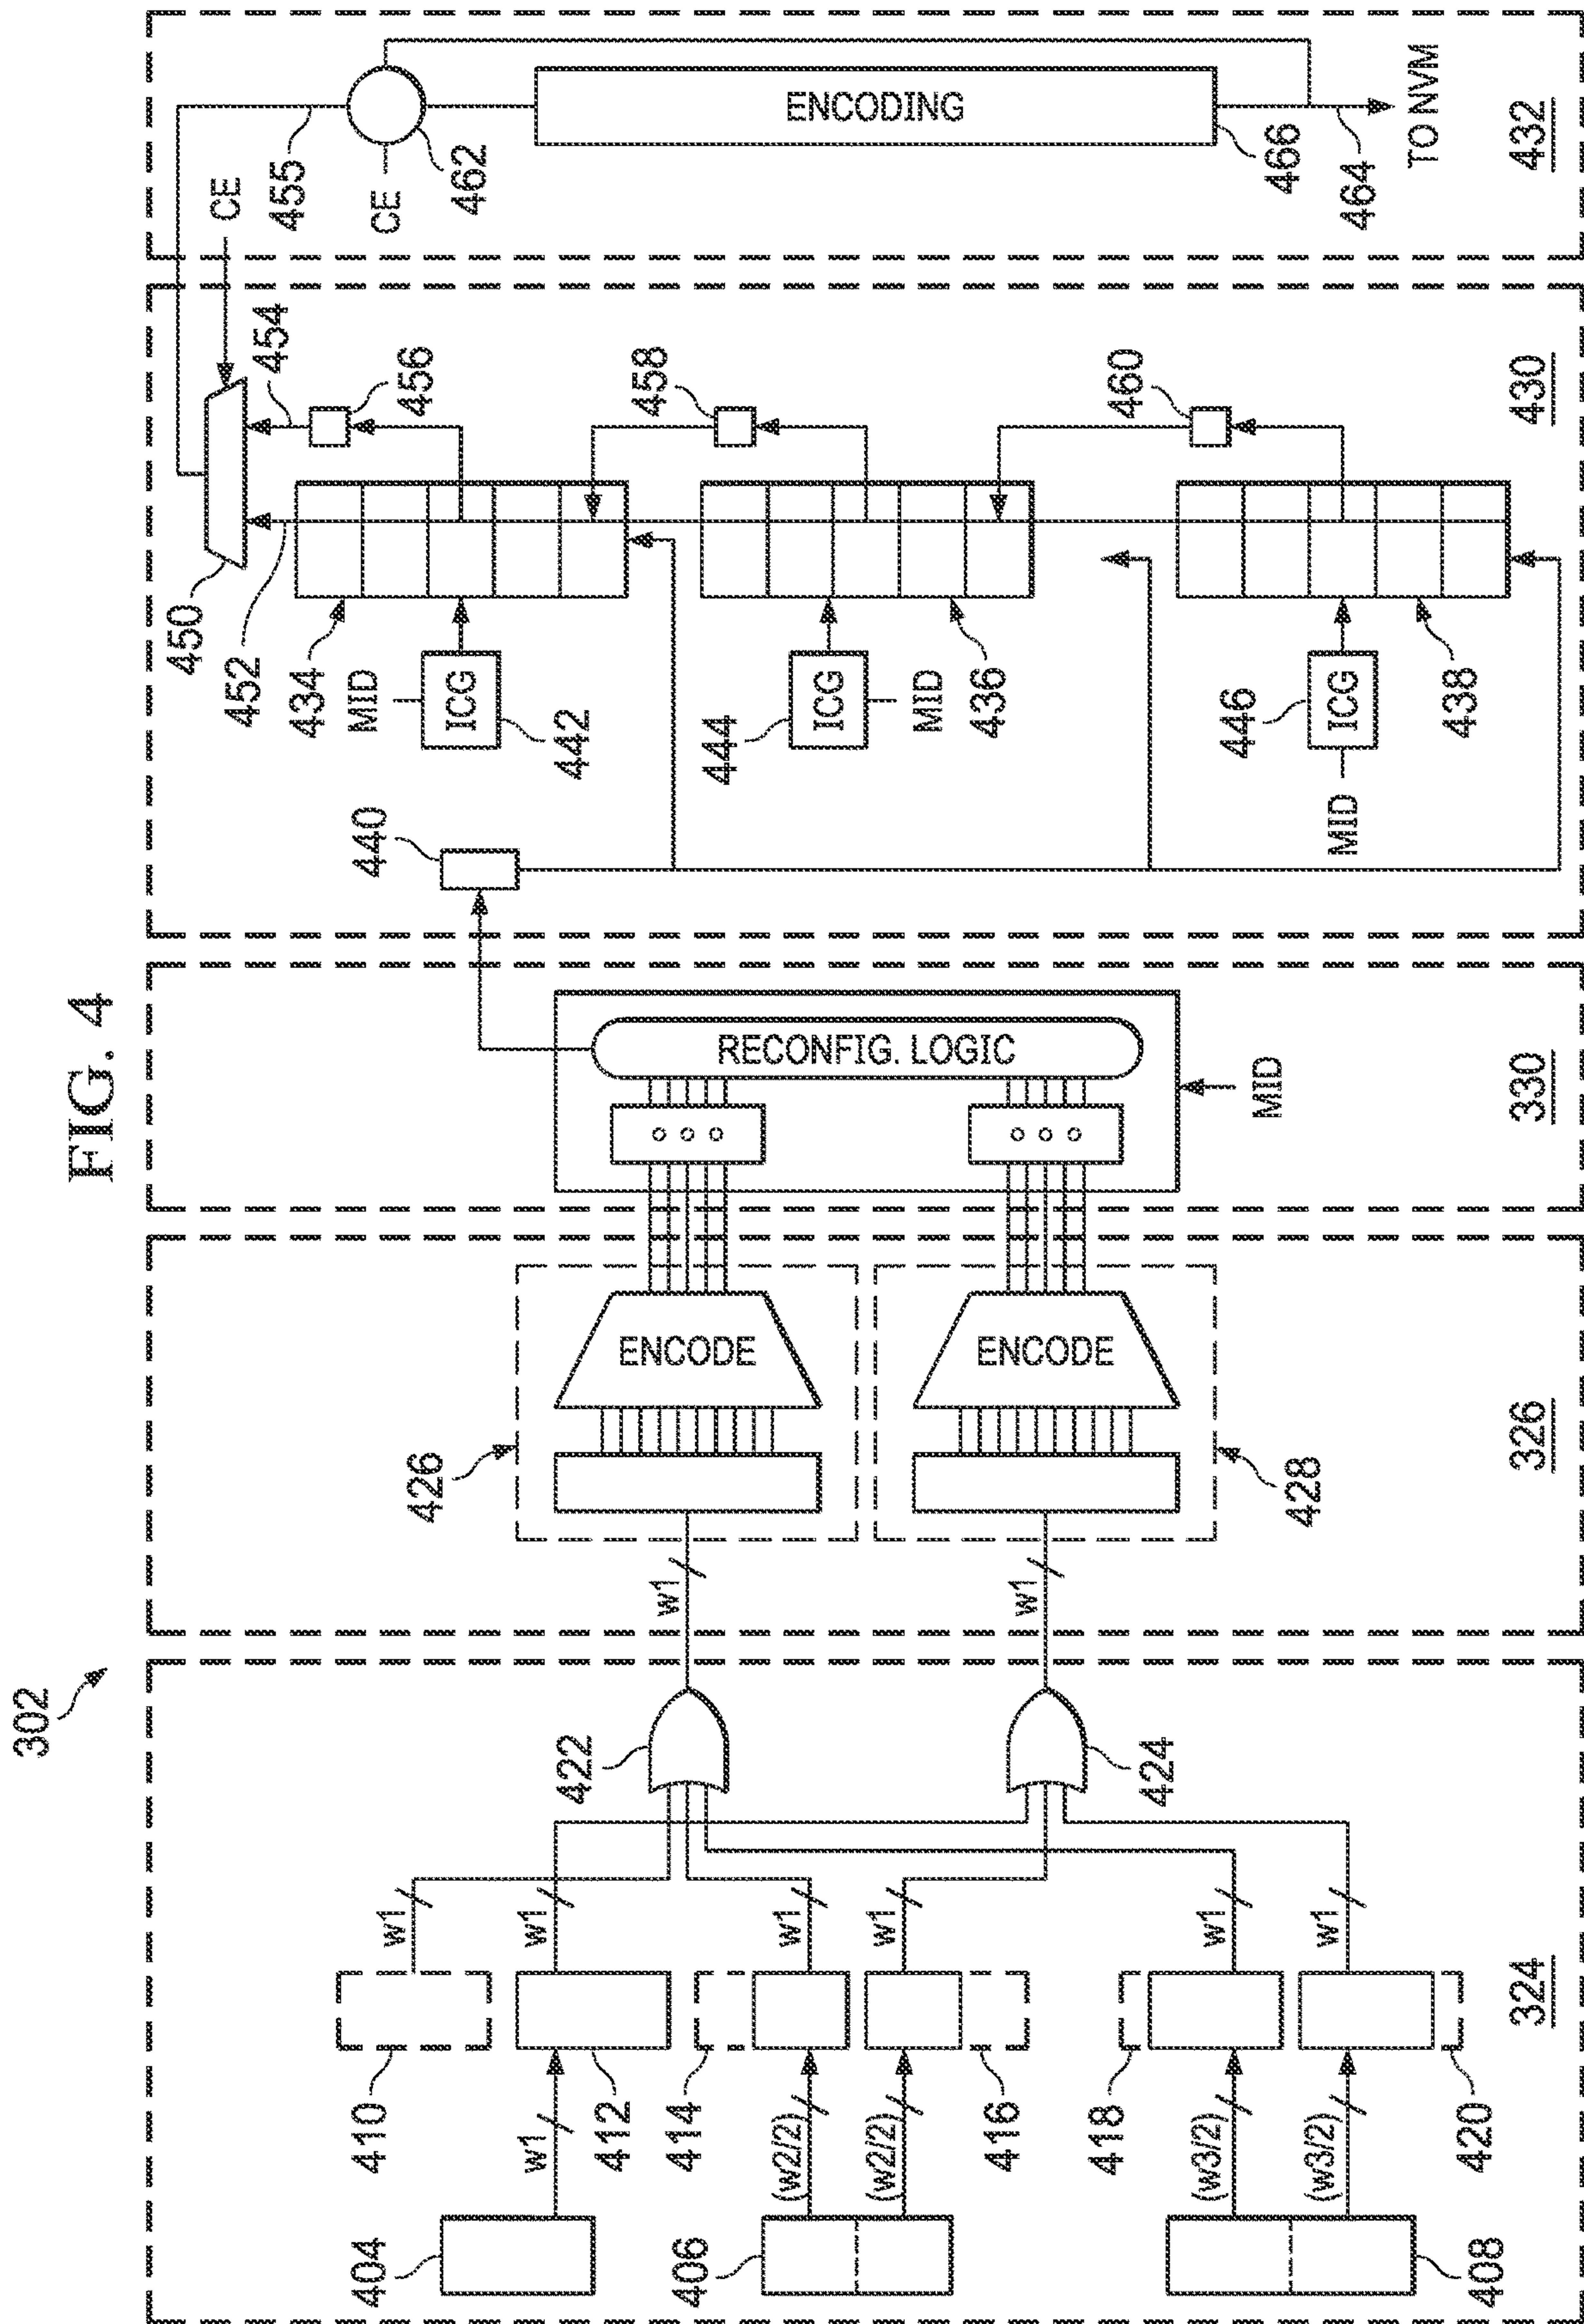 FIG. 4
302
404
w1
410
412
w1
w1
406
(w2/2)
(w2/2)
414
416
w1
w1
408
(w3/2)
(w3/2)
418
420
w1
w1
422
424
324
w1
w1
426
ENCODE
428
ENCODE
326
RECONFIG. LOGIC
MID
330
440
450
452
454
CE
434
MID
ICG
442
456
444
ICG
MID
436
458
446
ICG
MID
438
460
430
455
CE
462
ENCODING
466
464
TO NVM
432